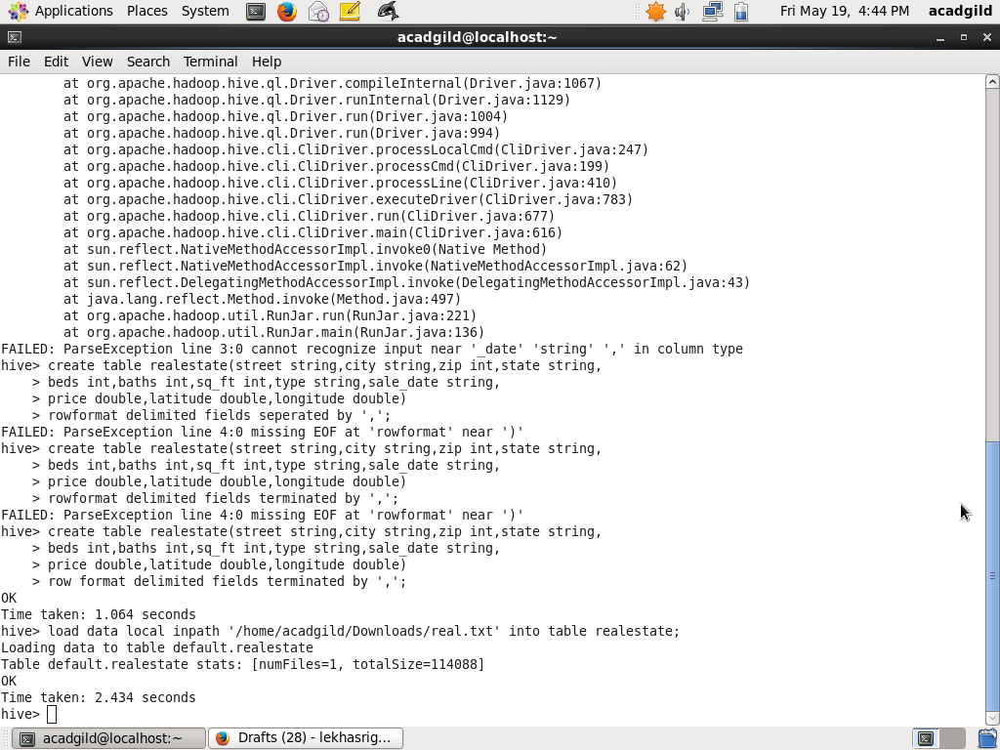 Applications Places System Fri May 19, 4:44 PM acadgild
acadgild@localhost:~
File Edit View Search Terminal Help
at org.apache.hadoop.hive.ql.Driver.compileInternal(Driver.java:1067)
at org.apache.hadoop.hive.ql.Driver.runInternal(Driver.java:1129)
at org.apache.hadoop.hive.ql.Driver.run(Driver.java:1004)
at org.apache.hadoop.hive.ql.Driver.run(Driver.java:994)
at org.apache.hadoop.hive.cli.CliDriver.processLocalCmd(CliDriver.java:247)
at org.apache.hadoop.hive.cli.CliDriver.processCmd(CliDriver.java:199)
at org.apache.hadoop.hive.cli.CliDriver.processLine(CliDriver.java:410)
at org.apache.hadoop.hive.cli.CliDriver.executeDriver(CliDriver.java:783)
at org.apache.hadoop.hive.cli.CliDriver.run(CliDriver.java:677)
at org.apache.hadoop.hive.cli.CliDriver.main(CliDriver.java:616)
at sun.reflect.NativeMethodAccessorImpl.invoke0(Native Method)
at sun.reflect.NativeMethodAccessorImpl.invoke(NativeMethodAccessorImpl.java:62)
at sun.reflect.DelegatingMethodAccessorImpl.invoke(DelegatingMethodAccessorImpl.java:43)
at java.lang.reflect.Method.invoke(Method.java:497)
at org.apache.hadoop.util.RunJar.run(RunJar.java:221)
at org.apache.hadoop.util.RunJar.main(RunJar.java:136)
FAILED: ParseException line 3:0 cannot recognize input near '_date' 'string' ',' in column type
hive> create table realestate(street string,city string,zip int,state string,
> beds int,baths int,sq_ft int,type string,sale_date string,
> price double,latitude double,longitude double)
> rowformat delimited fields seperated by ',';
FAILED: ParseException line 4:0 missing EOF at 'rowformat' near ')'
hive> create table realestate(street string,city string,zip int,state string,
> beds int,baths int,sq_ft int,type string,sale_date string,
> price double,latitude double,longitude double)
> rowformat delimited fields terminated by ',';
FAILED: ParseException line 4:0 missing EOF at 'rowformat' near ')'
hive> create table realestate(street string,city string,zip int,state string,
> beds int,baths int,sq_ft int,type string,sale_date string,
> price double,latitude double,longitude double)
> row format delimited fields terminated by ',';
OK
Time taken: 1.064 seconds
hive> load data local inpath '/home/acadgild/Downloads/real.txt' into table realestate;
Loading data to table default.realestate
Table default.realestate stats: [numFiles=1, totalSize=114088]
OK
Time taken: 2.434 seconds
hive>
acadgild@localhost:~ Drafts (28) - lekhasrig...